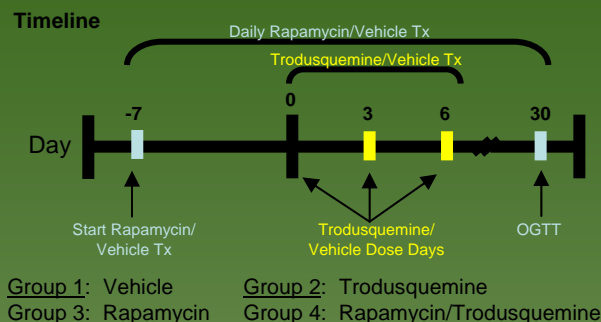 Timeline
Daily Rapamycin/Vehicle Tx
Trodusquemine/Vehicle Tx
-7
0
3
6
30
Day
Start Rapamycin/
Vehicle Tx
Trodusquemine/
Vehicle Dose Days
OGTT
Group 1: Vehicle
Group 2: Trodusquemine
Group 3: Rapamycin
Group 4: Rapamycin/Trodusquemine